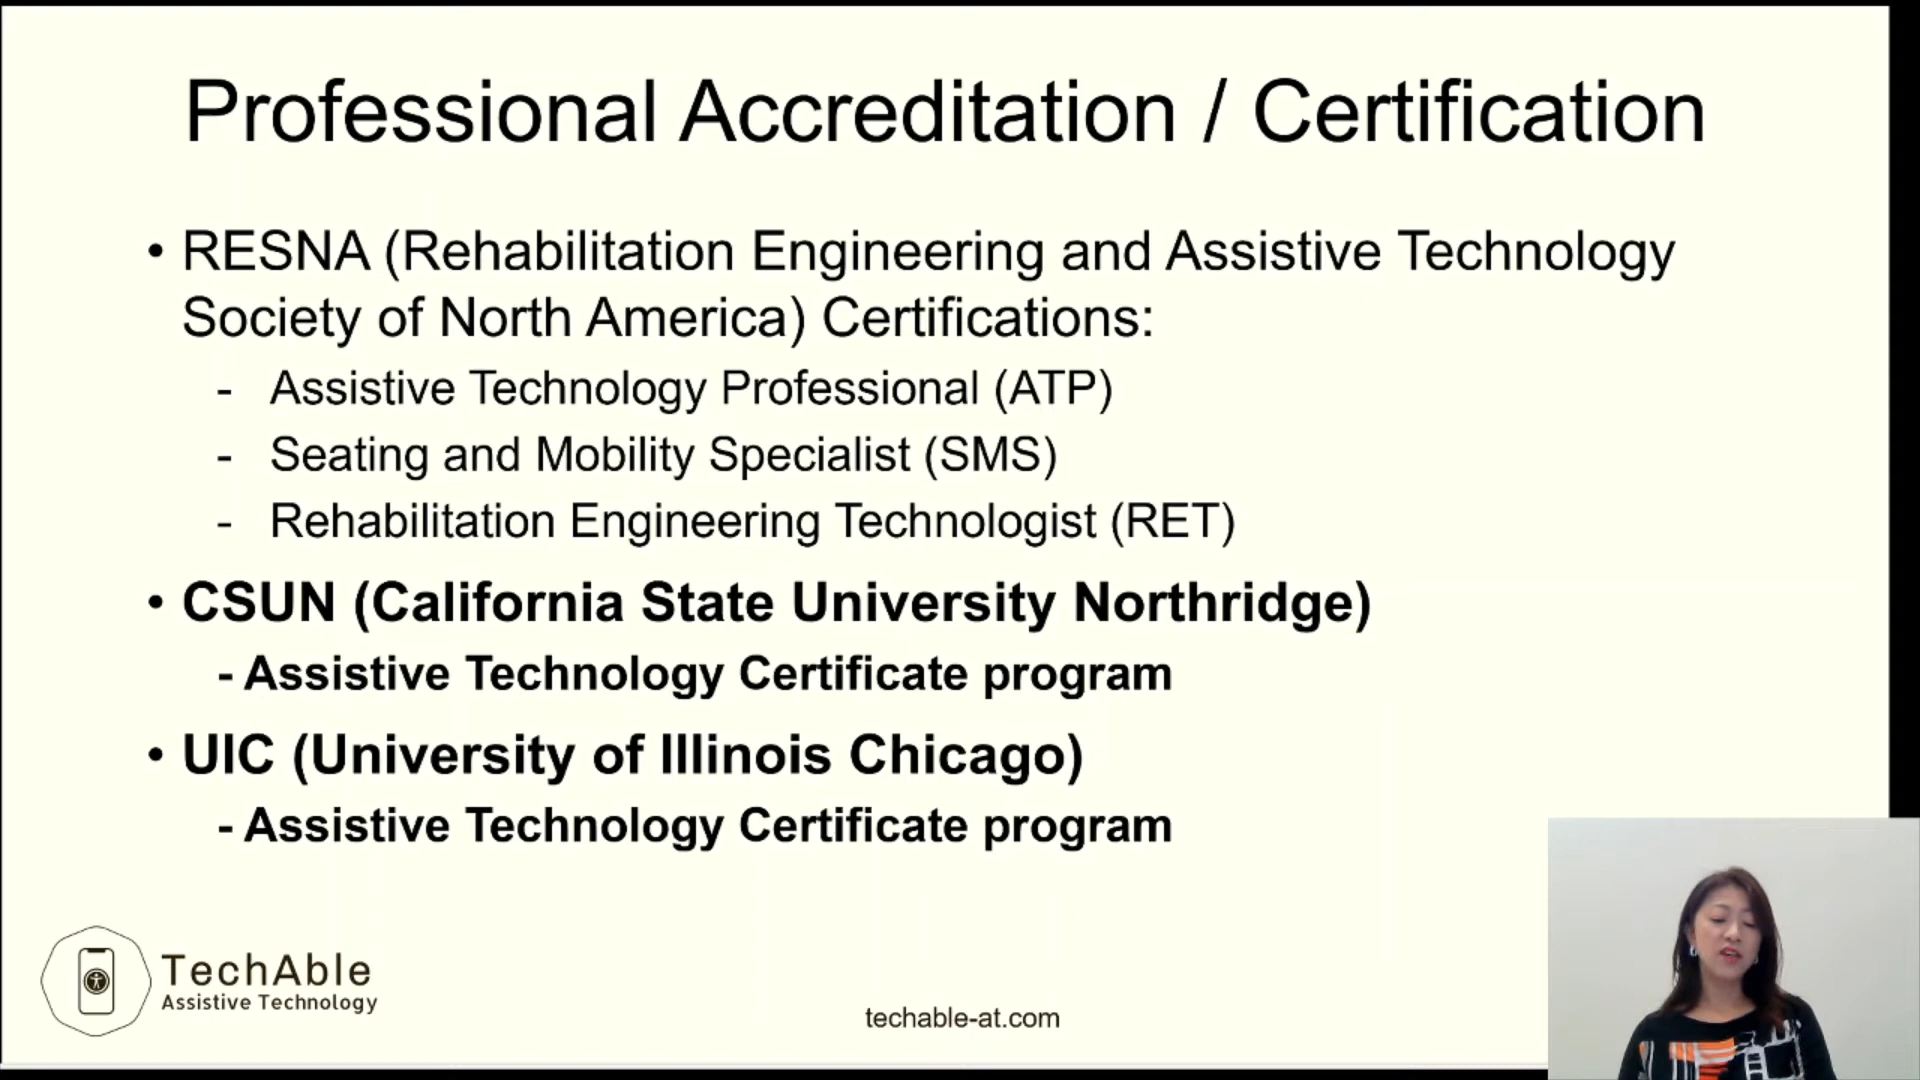 Professional Accreditation / Certification
• RESNA (Rehabilitation Engineering and Assistive Technology
Society of North America) Certifications:
- Assistive Technology Professional (ATP)
- Seating and Mobility Specialist (SMS)
- Rehabilitation Engineering Technologist (RET)
• CSUN (California State University Northridge)
- Assistive Technology Certificate program
• UIC (University of Illinois Chicago)
- Assistive Technology Certificate program
TechAble
Assistive Technology
techable-at.com